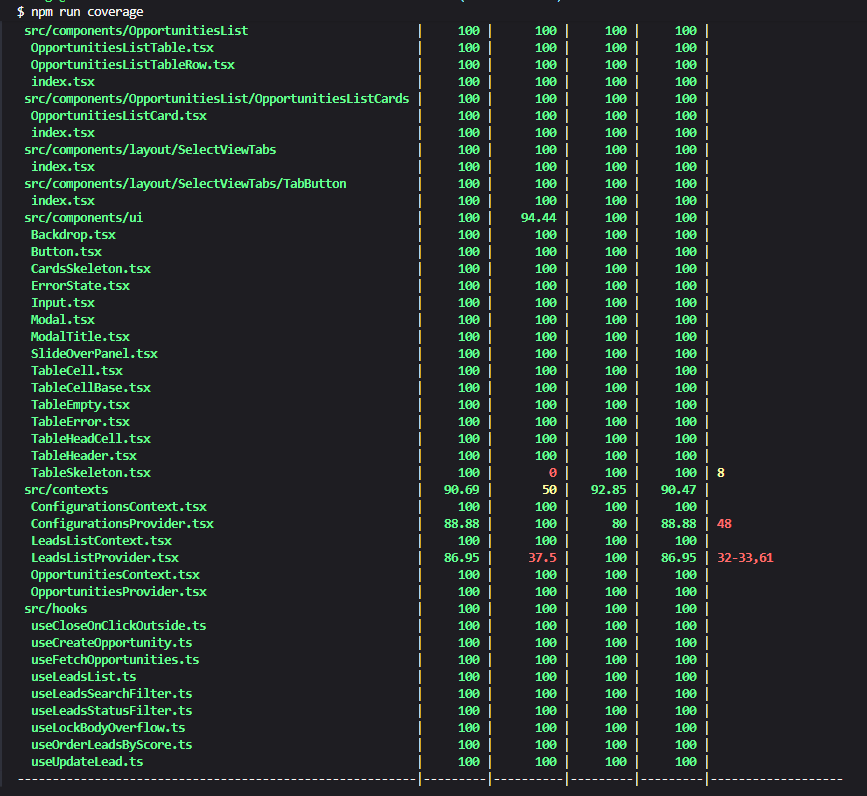 $ npm run coverage
src/components/OpportunitiesList | 100 | 100 | 100 | 100 |
OpportunitiesListTable.tsx | 100 | 100 | 100 | 100 |
OpportunitiesListTableRow.tsx | 100 | 100 | 100 | 100 |
index.tsx | 100 | 100 | 100 | 100 |
src/components/OpportunitiesList/OpportunitiesListCards | 100 | 100 | 100 | 100 |
OpportunitiesListCard.tsx | 100 | 100 | 100 | 100 |
index.tsx | 100 | 100 | 100 | 100 |
src/components/layout/SelectViewTabs | 100 | 100 | 100 | 100 |
index.tsx | 100 | 100 | 100 | 100 |
src/components/layout/SelectViewTabs/TabButton | 100 | 100 | 100 | 100 |
index.tsx | 100 | 100 | 100 | 100 |
src/components/ui | 100 | 94.44 | 100 | 100 |
Backdrop.tsx | 100 | 100 | 100 | 100 |
Button.tsx | 100 | 100 | 100 | 100 |
CardsSkeleton.tsx | 100 | 100 | 100 | 100 |
ErrorState.tsx | 100 | 100 | 100 | 100 |
Input.tsx | 100 | 100 | 100 | 100 |
Modal.tsx | 100 | 100 | 100 | 100 |
ModalTitle.tsx | 100 | 100 | 100 | 100 |
SlideOverPanel.tsx | 100 | 100 | 100 | 100 |
TableCell.tsx | 100 | 100 | 100 | 100 |
TableCellBase.tsx | 100 | 100 | 100 | 100 |
TableEmpty.tsx | 100 | 100 | 100 | 100 |
TableError.tsx | 100 | 100 | 100 | 100 |
TableHeadCell.tsx | 100 | 100 | 100 | 100 |
TableHeader.tsx | 100 | 100 | 100 | 100 |
TableSkeleton.tsx | 100 | 0 | 100 | 100 | 8
src/contexts | 90.69 | 50 | 92.85 | 90.47 |
ConfigurationsContext.tsx | 100 | 100 | 100 | 100 |
ConfigurationsProvider.tsx | 88.88 | 100 | 80 | 88.88 | 48
LeadsListContext.tsx | 100 | 100 | 100 | 100 |
LeadsListProvider.tsx | 86.95 | 37.5 | 100 | 86.95 | 32-33,61
OpportunitiesContext.tsx | 100 | 100 | 100 | 100 |
OpportunitiesProvider.tsx | 100 | 100 | 100 | 100 |
src/hooks | 100 | 100 | 100 | 100 |
useCloseOnClickOutside.ts | 100 | 100 | 100 | 100 |
useCreateOpportunity.ts | 100 | 100 | 100 | 100 |
useFetchOpportunities.ts | 100 | 100 | 100 | 100 |
useLeadsList.ts | 100 | 100 | 100 | 100 |
useLeadsSearchFilter.ts | 100 | 100 | 100 | 100 |
useLeadsStatusFilter.ts | 100 | 100 | 100 | 100 |
useLockBodyOverflow.ts | 100 | 100 | 100 | 100 |
useOrderLeadsByScore.ts | 100 | 100 | 100 | 100 |
useUpdateLead.ts | 100 | 100 | 100 | 100 |